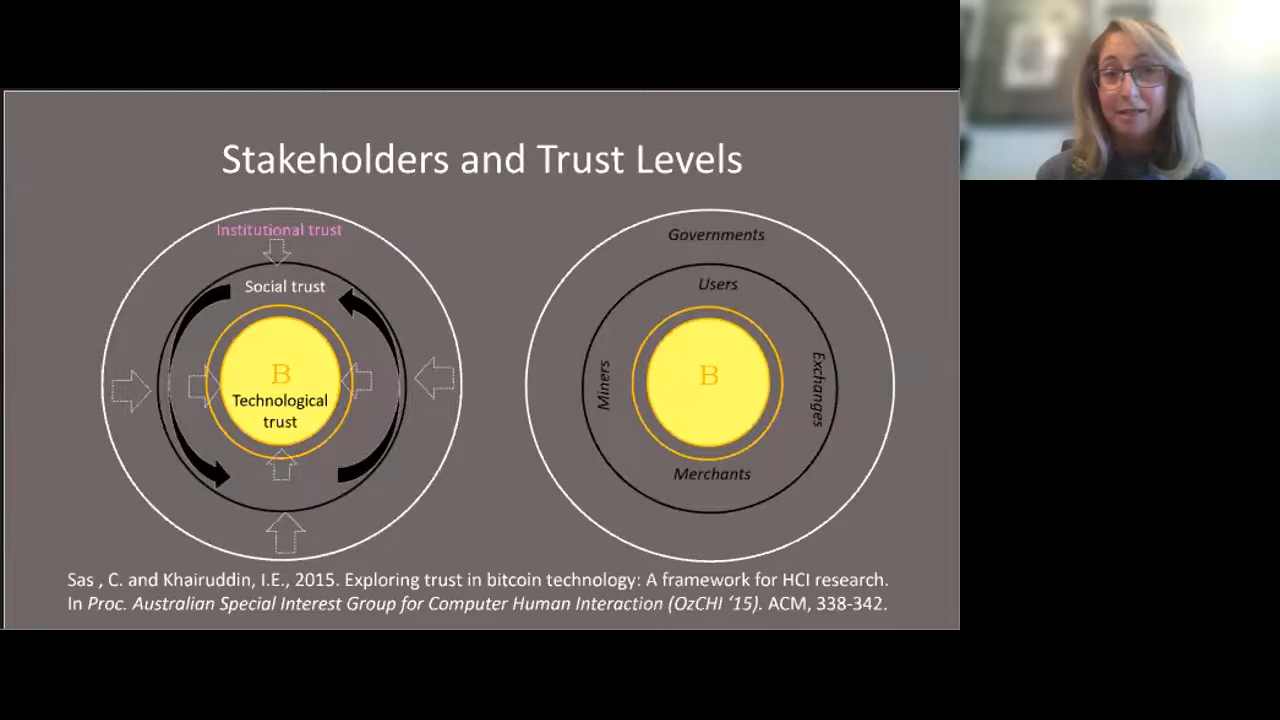 Stakeholders and Trust Levels
Institutional trust
Social trust
B
Technological
trust
Governments
Users
Miners
Exchanges
B
Merchants
Sas , C. and Khairuddin, I.E., 2015. Exploring trust in bitcoin technology: A framework for HCI research.
In Proc. Australian Special Interest Group for Computer Human Interaction (OzCHI ‘15). ACM, 338-342.